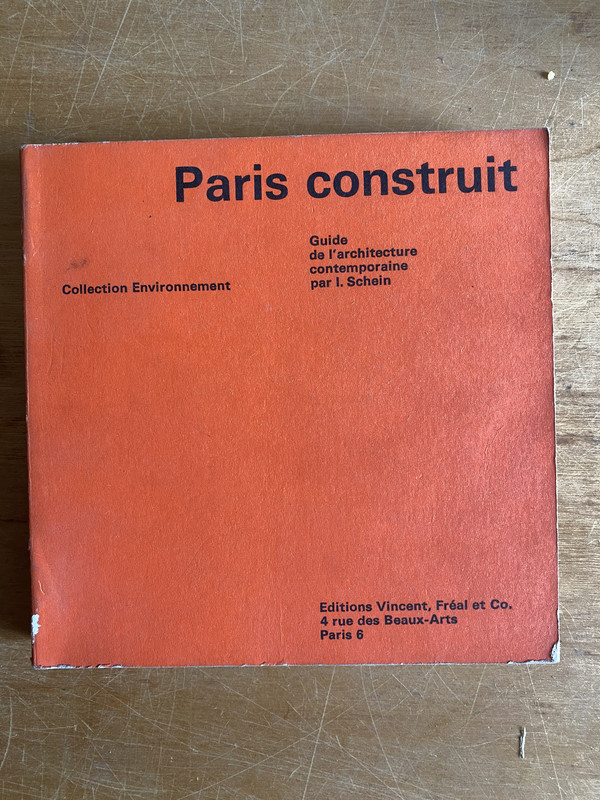 Paris construit
Guide
de l'architecture
contemporaine
par I. Schein
Collection Environnement
Editions Vincent, Fréal et Co.
4 rue des Beaux-Arts
Paris 6